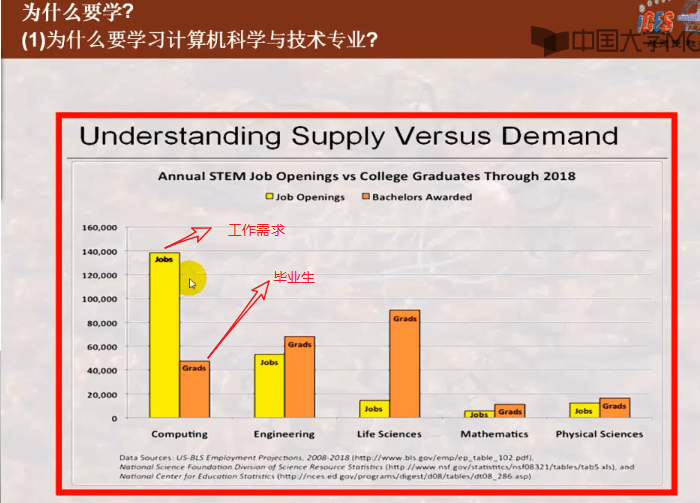 为什么要学?
(1)为什么要学习计算机科学与技术专业?
中国大学MO
Understanding Supply Versus Demand
Annual STEM Job Openings vs College Graduates Through 2018
Job Openings Bachelors Awarded
160,000
140,000
120,000
100,000
80,000
60,000
40,000
20,000
0
工作需求
毕业生
Jobs
Grads
Jobs
Grads
Jobs
Grads
Jobs
Grads
Jobs
Grads
Computing Engineering Life Sciences Mathematics Physical Sciences
Data Sources: US-BLS Employment Projections, 2008-2018 (http://www.bls.gov/emp/ep_table_102.pdf),
National Science Foundation Division of Science Resource Statistics (http://www.nsf.gov/statistitcs/nsf08321/tables/tab5.xls), and
National Center for Education Statistics (http://nces.ed.gov/programs/digest/d08/tables/dt08_286.asp)